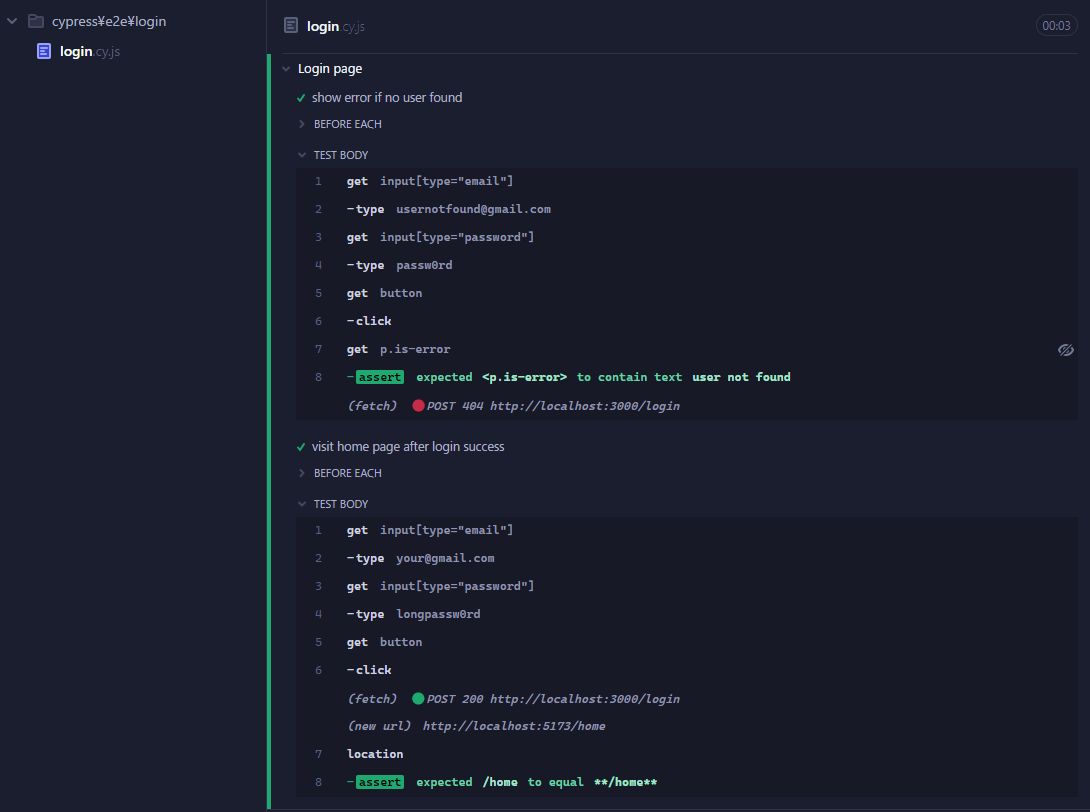 cypress¥e2e¥login
login.cy.js
login.cy.js
00:03
Login page
show error if no user found
BEFORE EACH
TEST BODY
1 get input[type="email"]
2 -type usernotfound@gmail.com
3 get input[type="password"]
4 -type passw0rd
5 get button
6 -click
7 get p.is-error
8 -assert expected <p.is-error> to contain text user not found
(fetch) POST 404 http://localhost:3000/login
visit home page after login success
BEFORE EACH
TEST BODY
1 get input[type="email"]
2 -type your@gmail.com
3 get input[type="password"]
4 -type longpassw0rd
5 get button
6 -click
(fetch) POST 200 http://localhost:3000/login
(new url) http://localhost:5173/home
7 location
8 -assert expected /home to equal **/home**